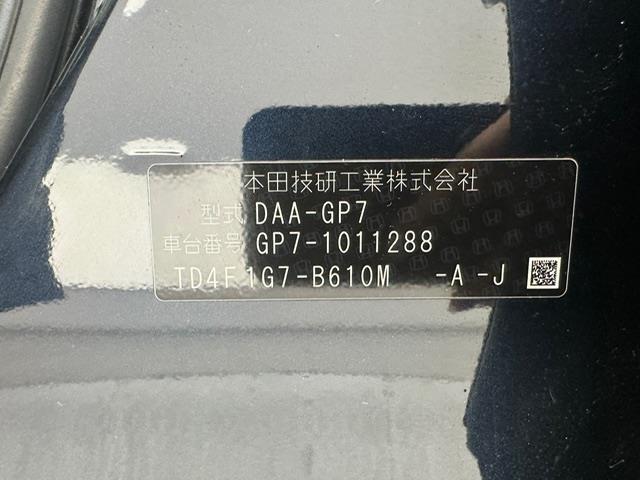 本田技研工業株式会社
型式 DAA-GP7
車台番号 GP7-1011288
TD4F1G7-B610M -A -J